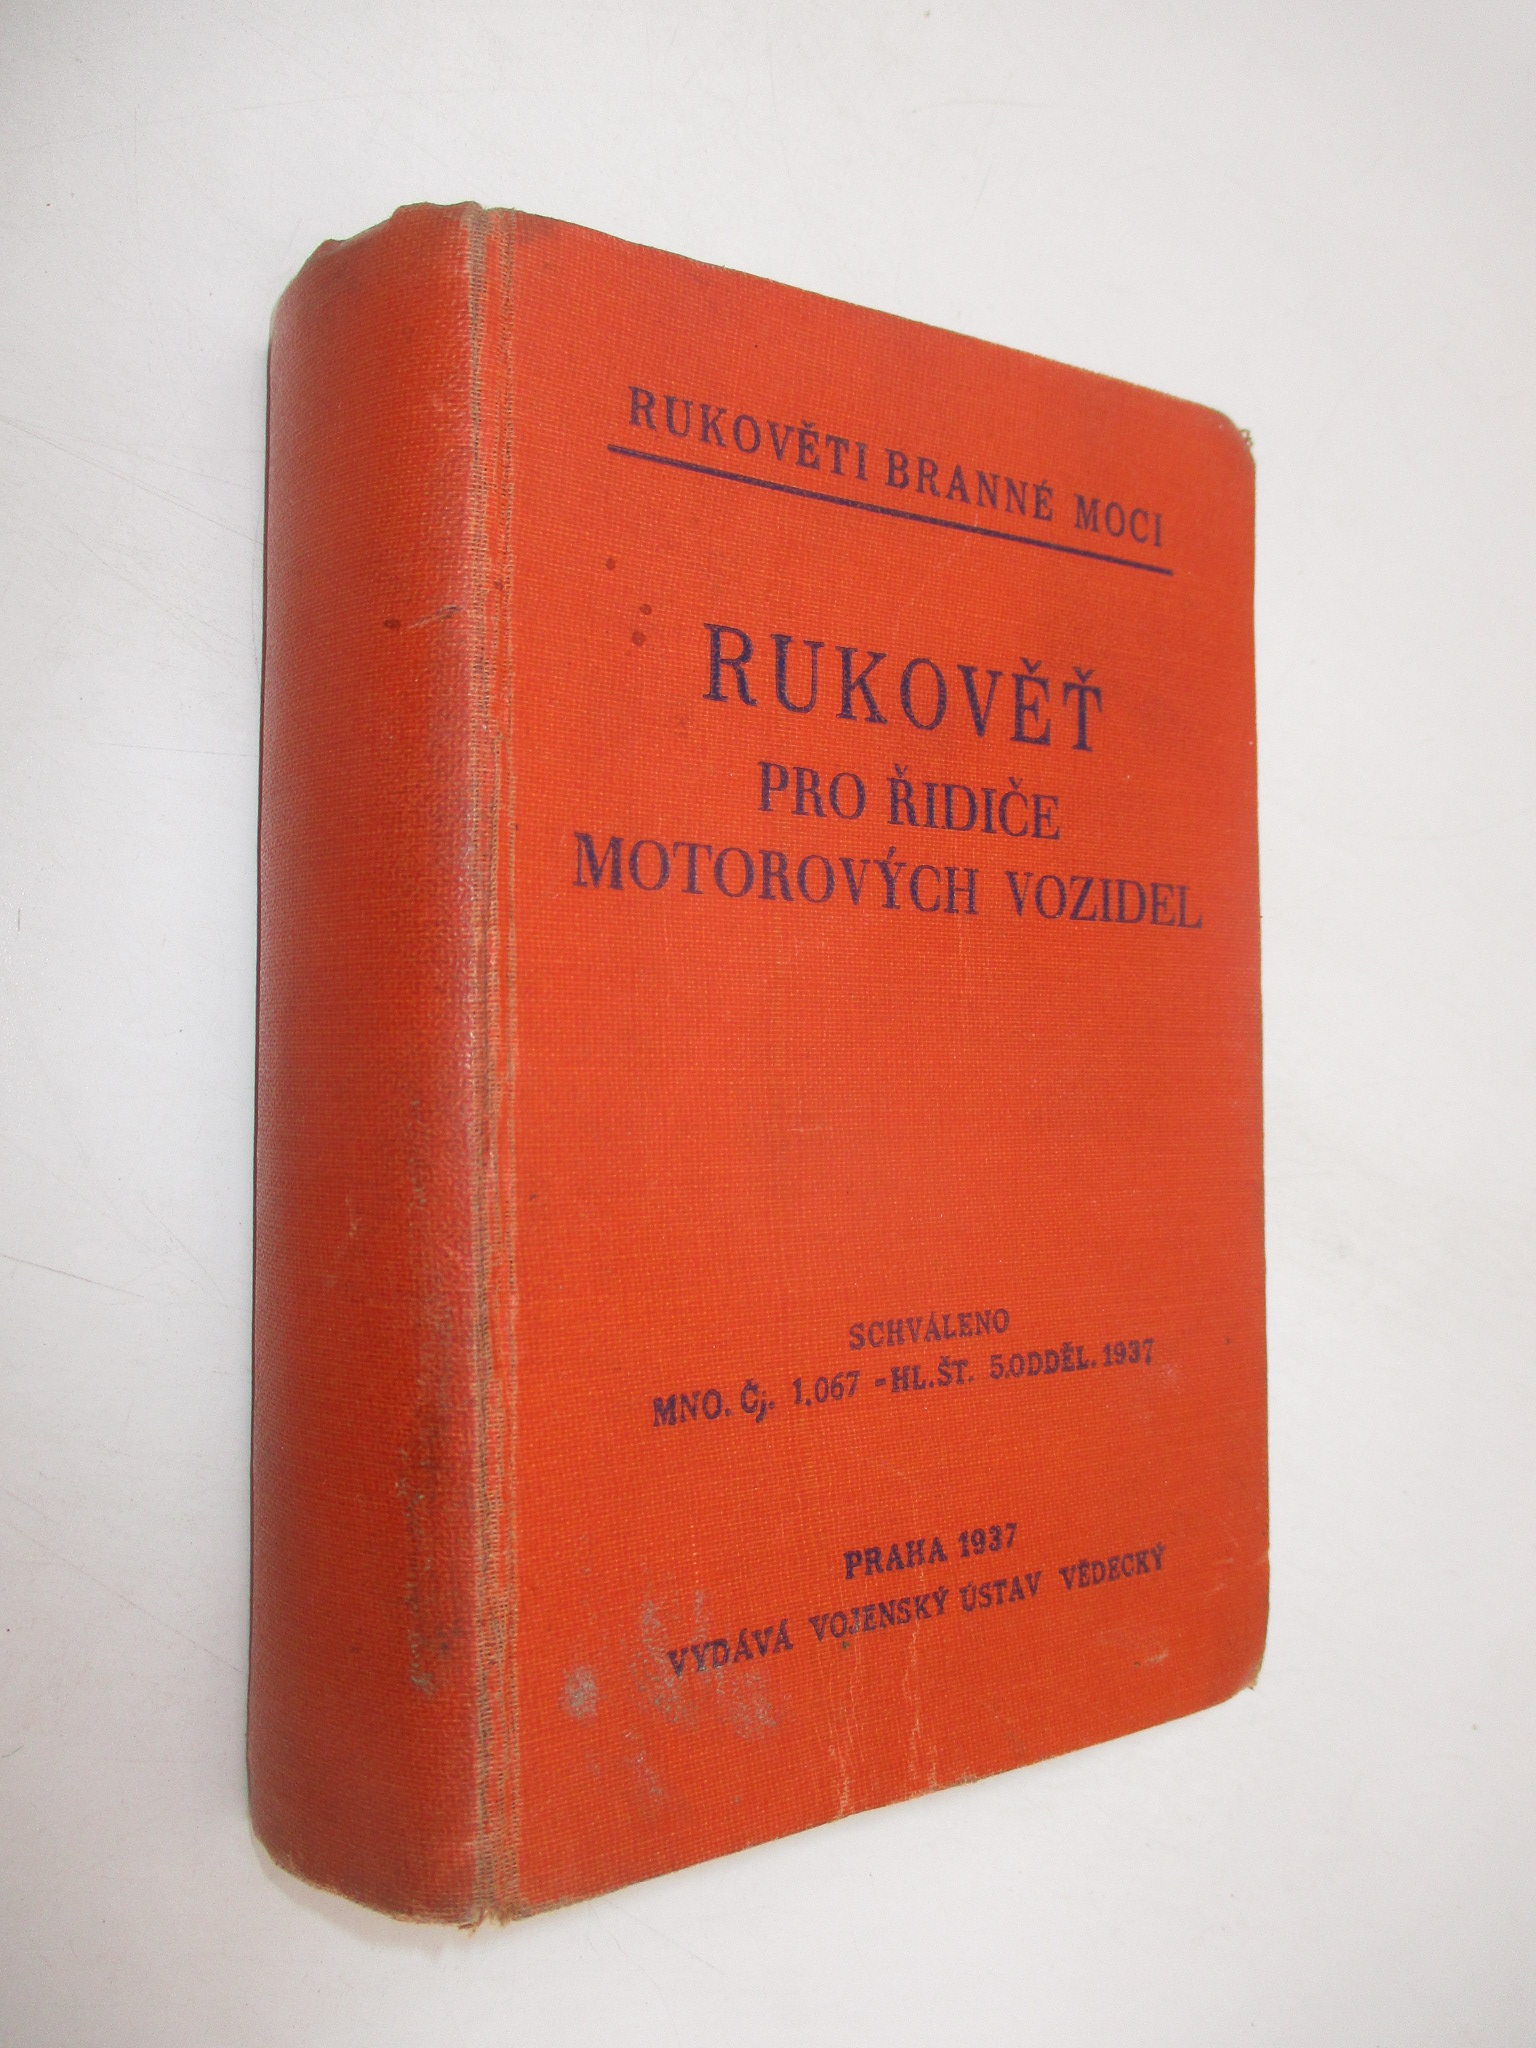 RUKOVĚTI BRANNÉ MOCI
RUKOVĚŤ
PRO ŘIDIČE
MOTOROVÝCH VOZIDEL
SCHVÁLENO
MNO. Čj. 1,067 - HL. ŠT. 5. ODDĚL. 1937
PRAHA 1937
VYDÁVÁ VOJENSKÝ ÚSTAV VĚDECKÝ